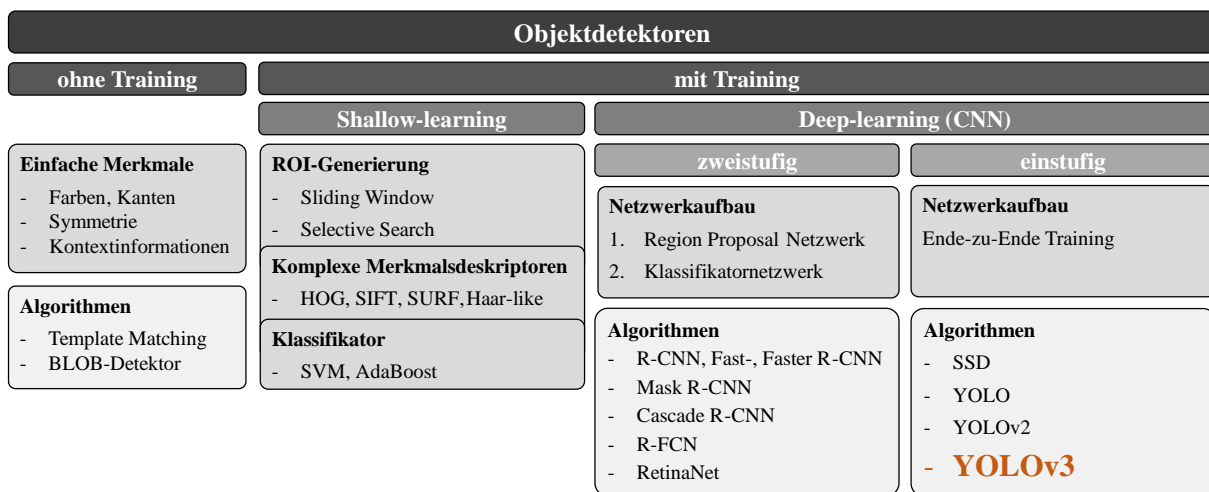 Objektdetektoren
ohne Training
mit Training
Shallow-learning
Deep-learning (CNN)
Einfache Merkmale
- Farben, Kanten
- Symmetrie
- Kontextinformationen
Algorithmen
- Template Matching
- BLOB-Detektor
ROI-Generierung
- Sliding Window
- Selective Search
Komplexe Merkmalsdeskriptoren
- HOG, SIFT, SURF, Haar-like
Klassifikator
- SVM, AdaBoost
zweistufig
Netzwerkaufbau
1. Region Proposal Netzwerk
2. Klassifikatornetzwerk
Algorithmen
- R-CNN, Fast-, Faster R-CNN
- Mask R-CNN
- Cascade R-CNN
- R-FCN
- RetinaNet
einstufig
Netzwerkaufbau
Ende-zu-Ende Training
Algorithmen
- SSD
- YOLO
- YOLOv2
- YOLOv3